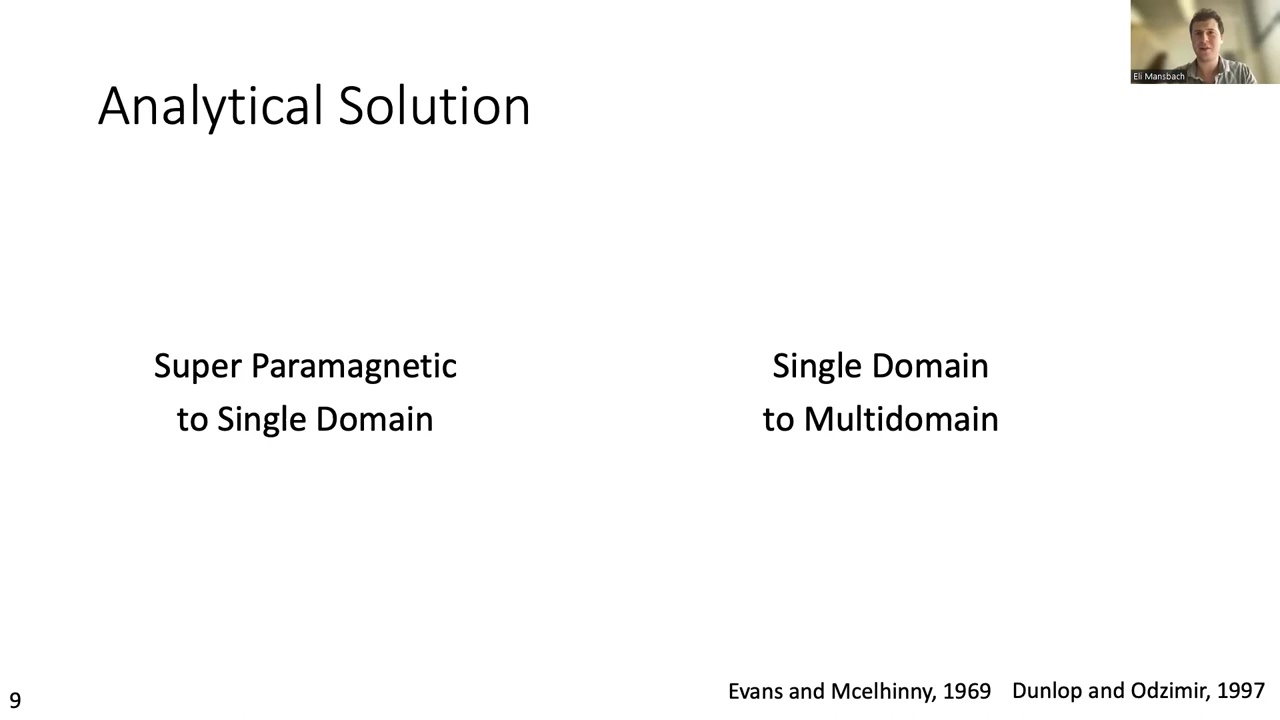 Eli Mansbach
Analytical Solution
Super Paramagnetic
to Single Domain
Single Domain
to Multidomain
9
Evans and Mcelhinny, 1969 Dunlop and Odzimir, 1997